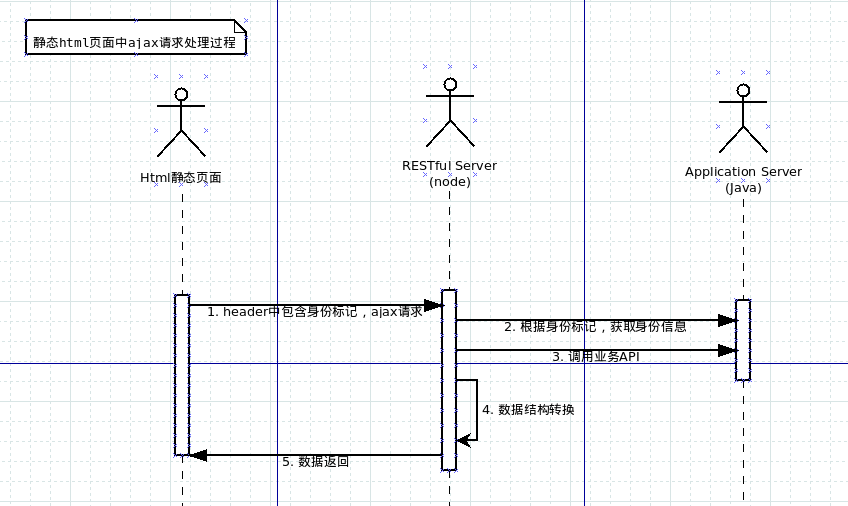 静态html页面中ajax请求处理过程
Html静态页面
RESTful Server
(node)
Application Server
(Java)
1. header中包含身份标记，ajax请求
2. 根据身份标记，获取身份信息
3. 调用业务API
4. 数据结构转换
5. 数据返回